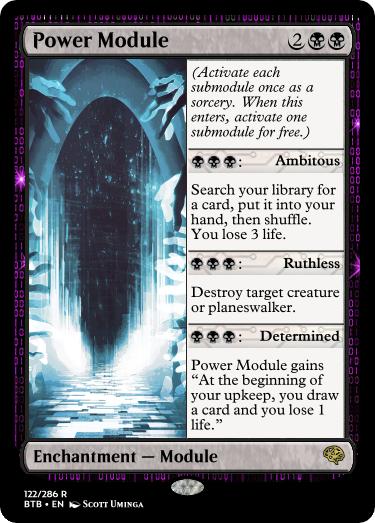 Power Module 2
(Activate each
submodule once as a
sorcery. When this
enters, activate one
submodule for free.)
: Ambitous
Search your library for
a card, put it into your
hand, then shuffle.
You lose 3 life.
: Ruthless
Destroy target creature
or planeswalker.
: Determined
Power Module gains
“At the beginning of
your upkeep, you draw
a card and you lose 1
life.”
Enchantment — Module
122/286 R
BTB • EN Scott Uminga